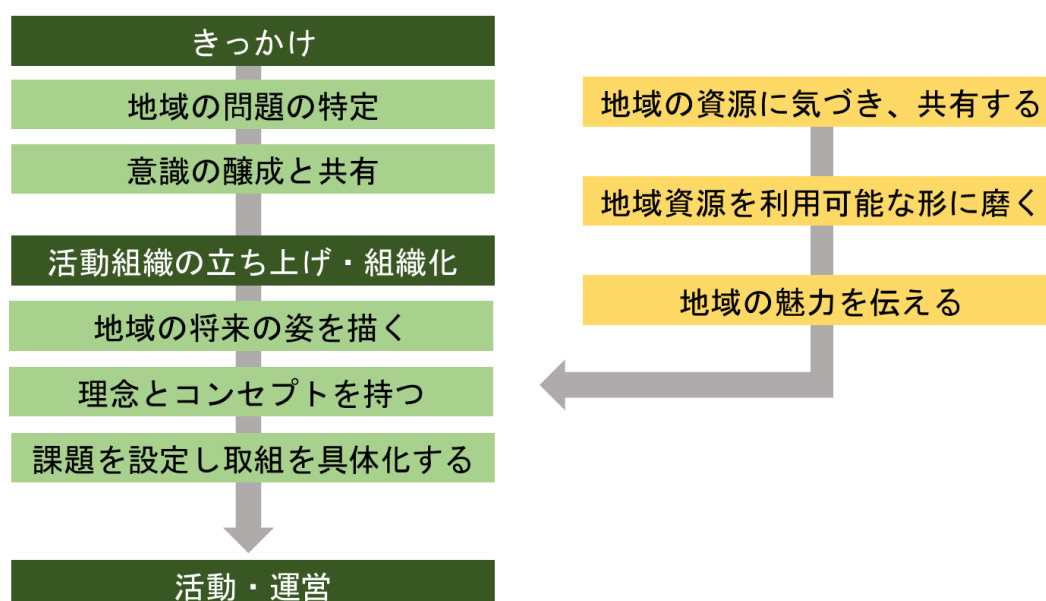 きっかけ
地域の問題の特定
意識の醸成と共有
活動組織の立ち上げ・組織化
地域の将来の姿を描く
理念とコンセプトを持つ
課題を設定し取組を具体化する
活動・運営
地域の資源に気づき、共有する
地域資源を利用可能な形に磨く
地域の魅力を伝える